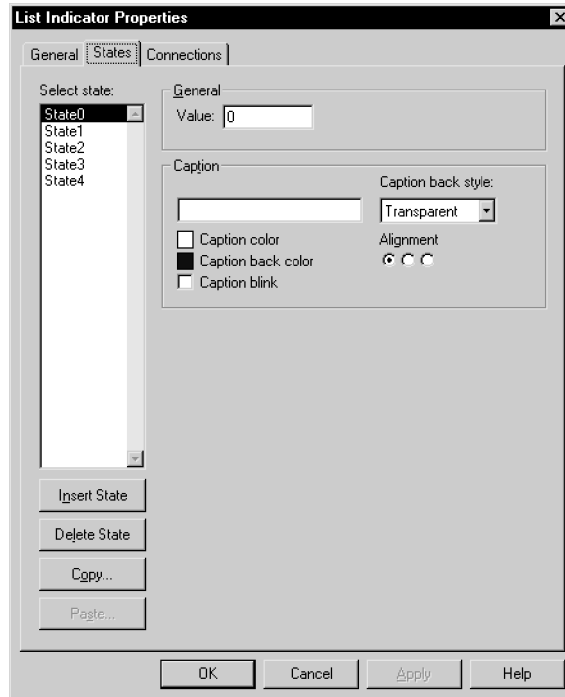 List Indicator Properties
General States Connections
Select state:
State0
State1
State2
State3
State4
Insert State
Delete State
Copy...
Paste...
General
Value: 0
Caption
Caption back style:
Transparent
Caption color
Alignment
Caption back color
Caption blink
OK Cancel Apply Help